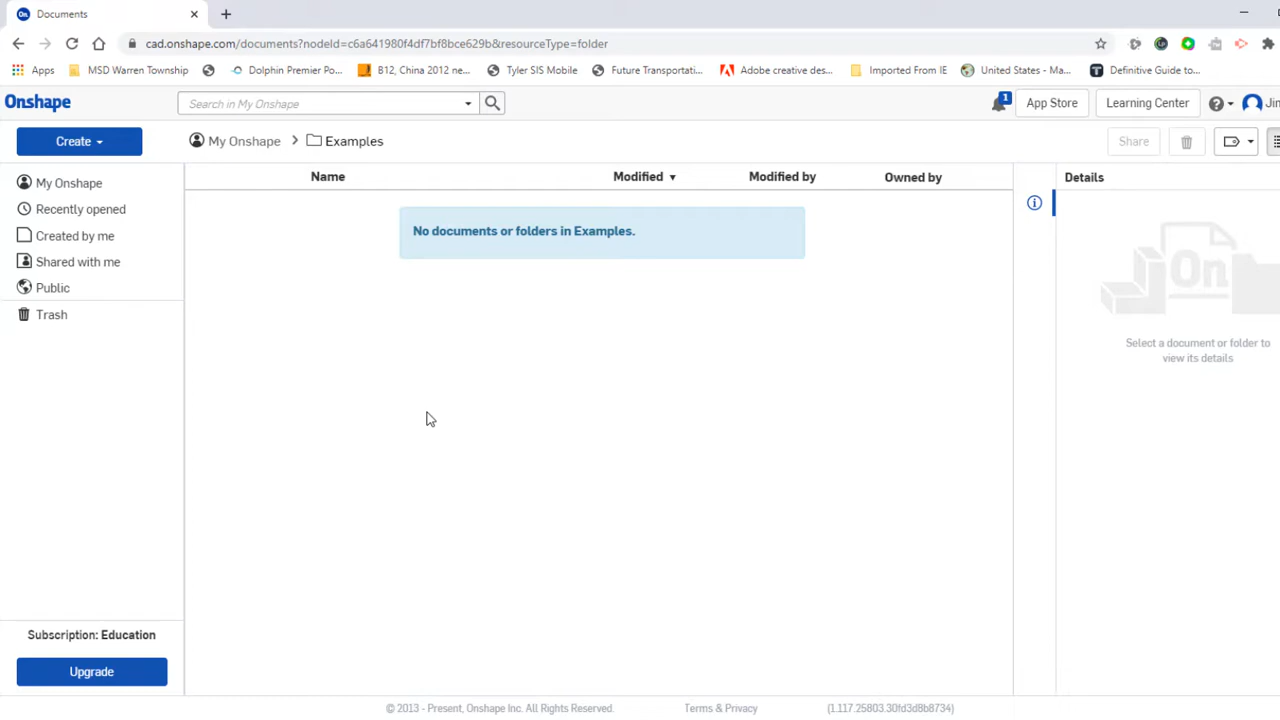 Documents
cad.onshape.com/documents?nodeId=c6a641980f4df7bf8bce629b&resourceType=folder
Apps MSD Warren Township Dolphin Premier Po... B12, China 2012 ne... Tyler SIS Mobile Future Transportati... Adobe creative des... Imported From IE United States - Ma... Definitive Guide to...
Onshape Search in My Onshape 1 App Store Learning Center Jim
Create My Onshape > Examples Share
My Onshape
Recently opened
Created by me
Shared with me
Public
Trash
Name Modified Modified by Owned by
No documents or folders in Examples.
Details
On
Select a document or folder to
view its details
Subscription: Education
Upgrade
© 2013 - Present, Onshape Inc. All Rights Reserved. Terms & Privacy (1.117.25803.30fd3d8b8734)